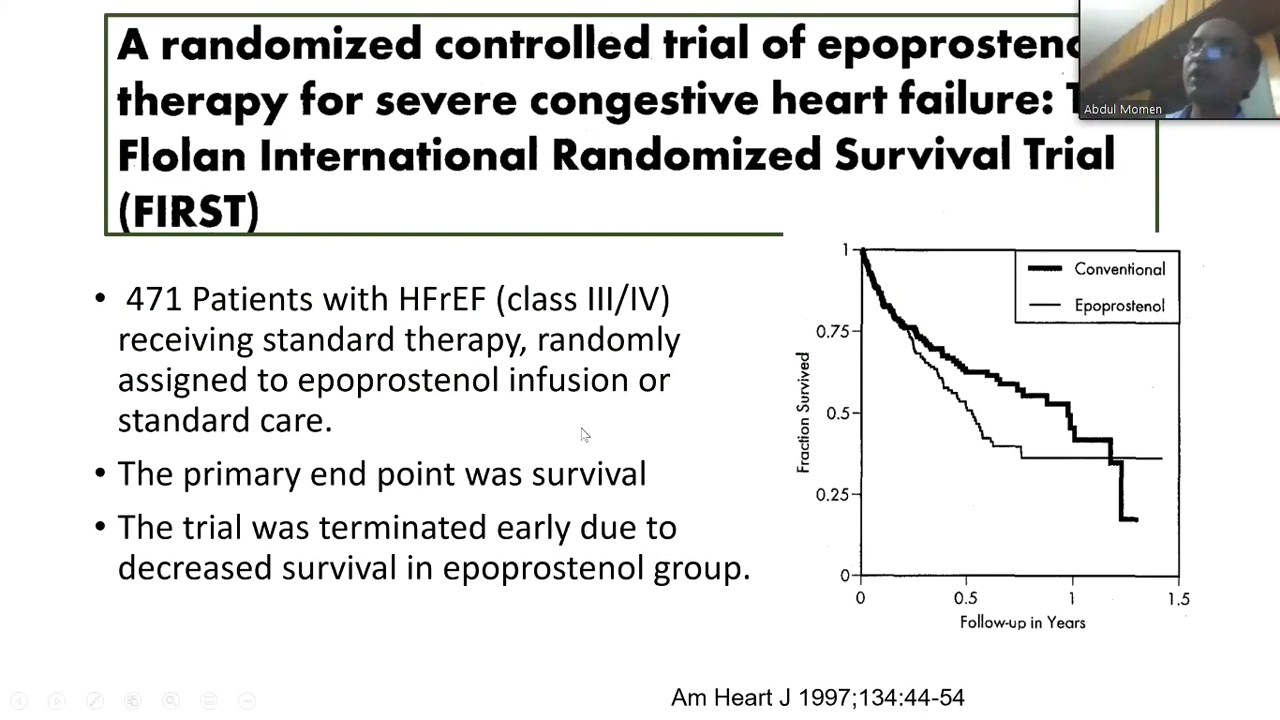 A randomized controlled trial of
therapy for severe congestive heart failure:
Flolan International Randomized Survival Trial
(FIRST)
Abdul Momen
• 471 Patients with HFrEF (class III/IV)
receiving standard therapy, randomly
assigned to epoprostenol infusion or
standard care.
• The primary end point was survival
• The trial was terminated early due to
decreased survival in epoprostenol group.
Conventional
Epoprostenol
1
0.75
0.5
0.25
0
Fraction Survived
0 0.5 1 1.5
Follow-up in Years
Am Heart J 1997;134:44-54